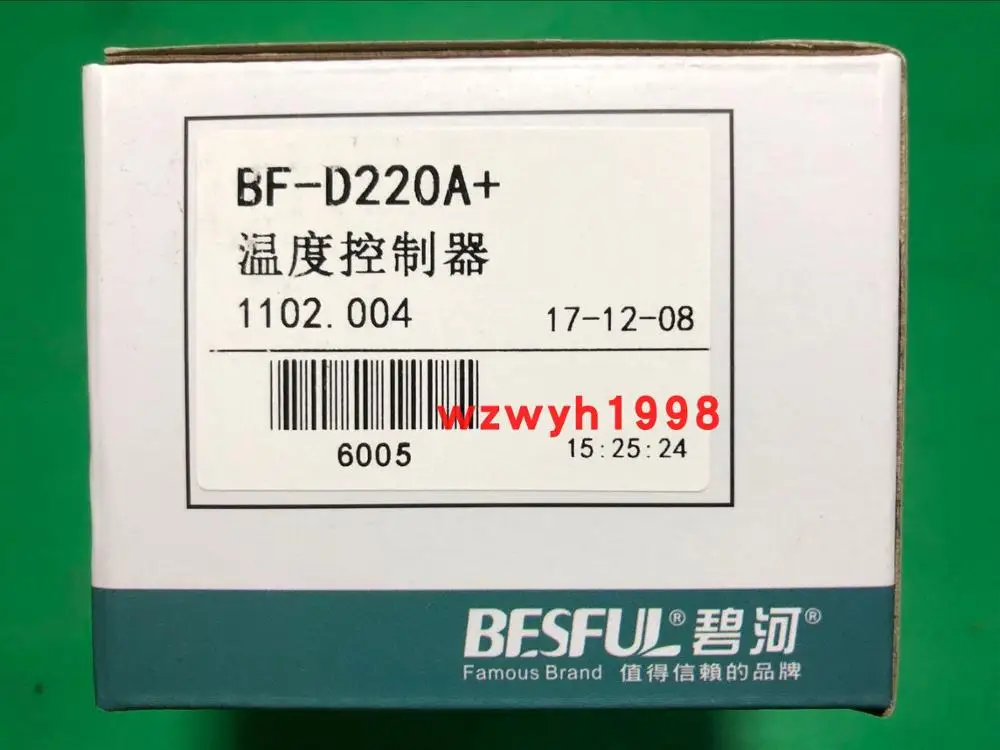 BF-D220A+
温度控制器
1102.004 17-12-08
wzwyh1998
6005 15:25:24
BESFUL® 碧河®
Famous Brand 值得信賴的品牌